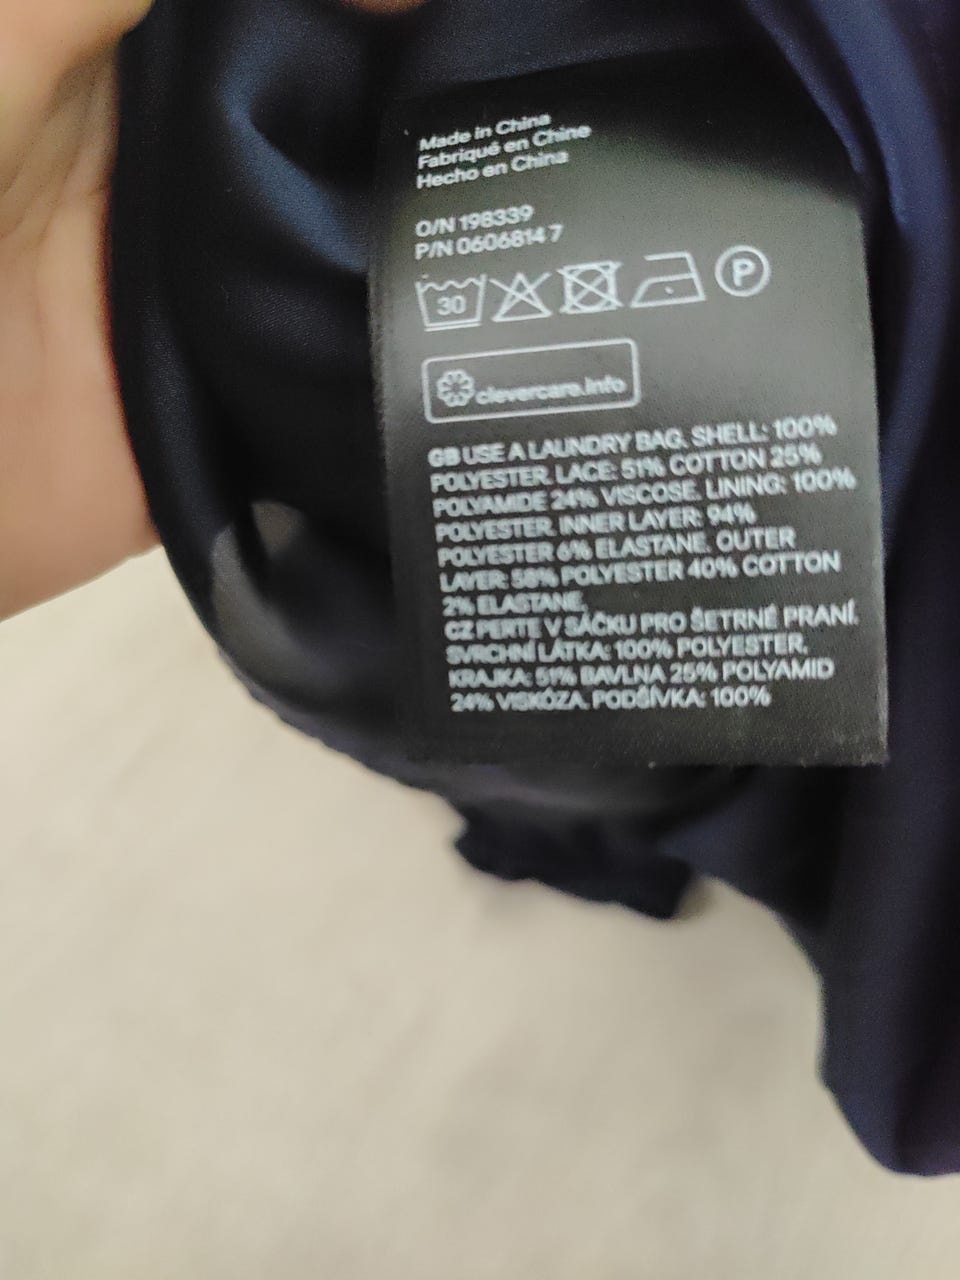 Made in China
Fabriqué en Chine
Hecho en China
O/N 198339
P/N 0606814 7
30
P
clevercare.info
GB USE A LAUNDRY BAG. SHELL: 100%
POLYESTER. LACE: 51% COTTON 25%
POLYAMIDE 24% VISCOSE. LINING: 100%
POLYESTER. INNER LAYER: 94%
POLYESTER 6% ELASTANE. OUTER
LAYER: 58% POLYESTER 40% COTTON
2% ELASTANE.
CZ PERTE V SÁČKU PRO ŠETRNÉ PRANÍ.
SVRCHNÍ LÁTKA: 100% POLYESTER.
KRAJKA: 51% BAVLNA 25% POLYAMID
24% VISKÓZA. PODŠÍVKA: 100%